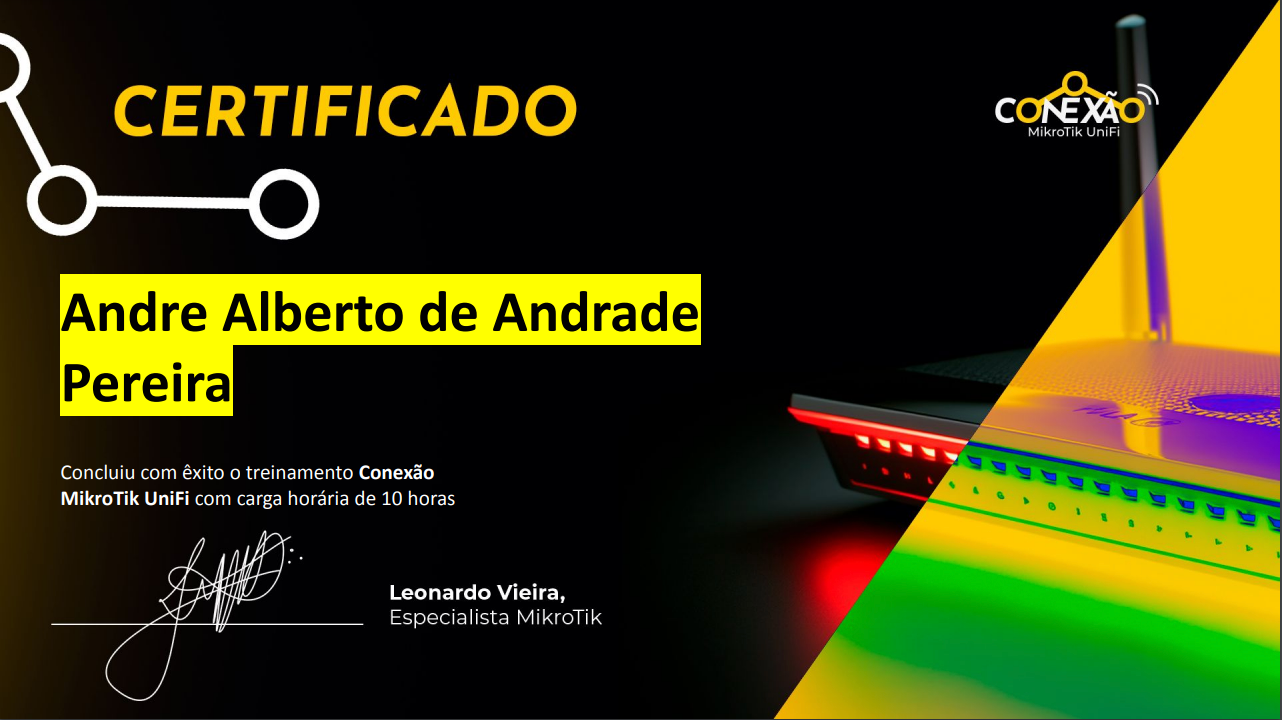 CERTIFICADO
CONEXÃO
MikroTik UniFi
Andre Alberto de Andrade
Pereira
Concluiu com êxito o treinamento Conexão
MikroTik UniFi com carga horária de 10 horas
Leonardo Vieira,
Especialista MikroTik